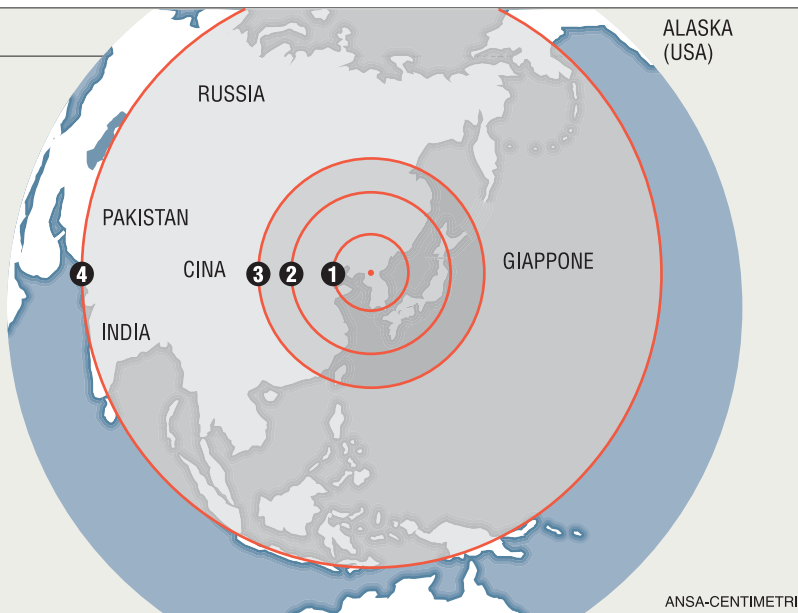 ALASKA
(USA)
RUSSIA
PAKISTAN
4
CINA
3
2
1
GIAPPONE
INDIA
ANSA-CENTIMETRI